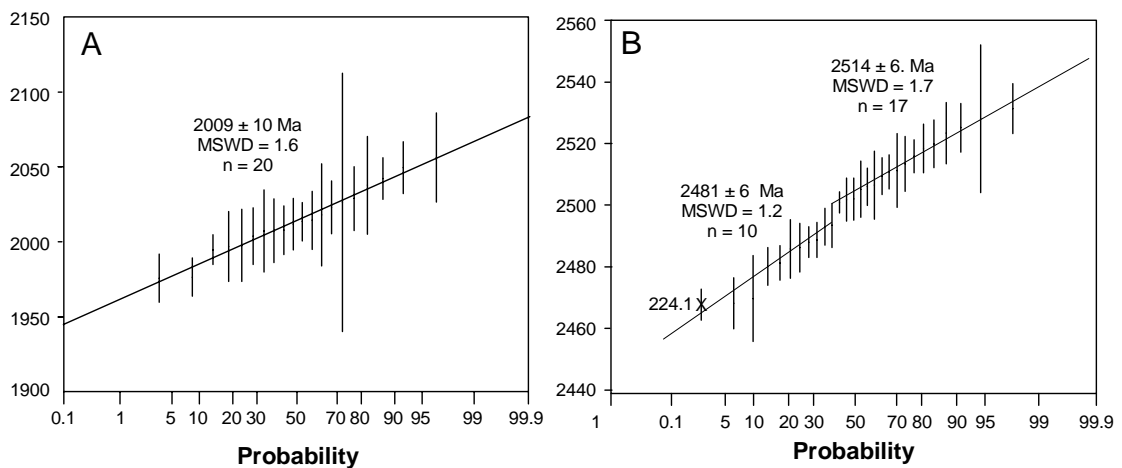 A
2150
2100
2050
2000
1950
1900
2009 ± 10 Ma
MSWD = 1.6
n = 20
0.1 1 5 10 20 30 50 70 90 95 99 99.9
Probability
B
2560
2540
2520
2500
2480
2460
2440
2514 ± 6. Ma
MSWD = 1.7
n = 17
2481 ± 6 Ma
MSWD = 1.2
n = 10
224.1 X
1 0.1 5 10 20 30 50 70 90 95 99 99.9
Probability